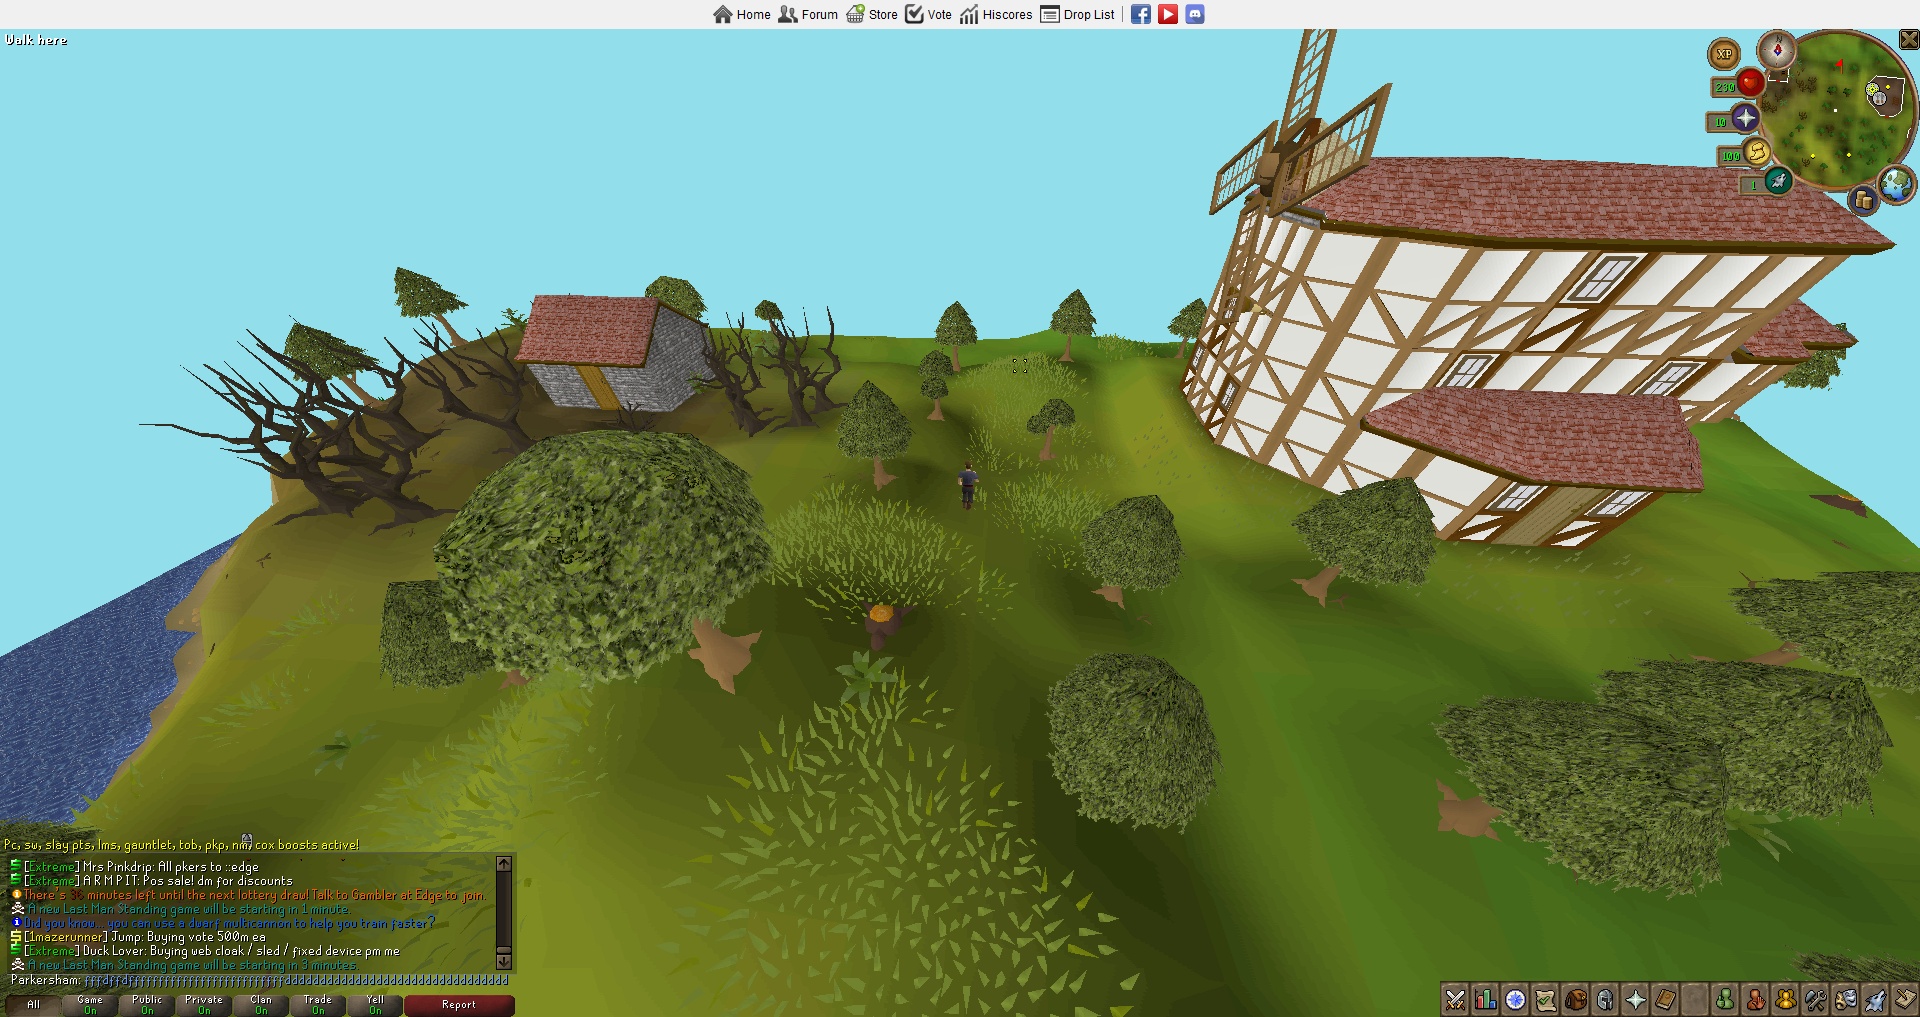 Home Forum Store Vote Hiscores Drop List
Walk here
XP
N
230
10
100
1
Pc, sw, slay pts, lms, gauntlet, tob, pkp, nm, cox boosts active!
[Extreme] Mrs Pinkdrip: All pkers to ::edge
[Extreme] A R M P I T: Pos sale! dm for discounts
There's minutes left until the next lottery draw! Talk to Gambler at Edge to join.
A new Last Man Standing game will be starting in 1 minute.
Did you know... you can use a dwarf multicannon to help you train faster?
[1mazerunner] Jump: Buying vote 500m ea
[Extreme] Duck Lover: Buying web cloak / sled / fixed device pm me
A new Last Man Standing game will be starting in 3 minutes.
Parkersham:
All Game On Public On Private On Clan On Trade On Yell On Report